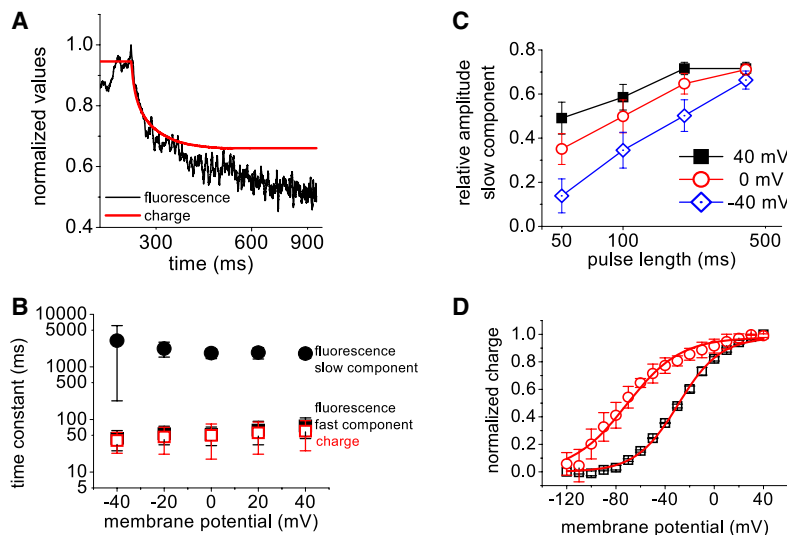 A
normalized values
1.0
0.8
0.6
0.4
fluorescence
charge
300
600
900
time (ms)
B
time constant (ms)
10000
5000
1000
500
100
50
10
5
fluorescence
slow component
fluorescence
fast component
charge
-40
-20
0
20
40
membrane potential (mV)
C
relative amplitude
slow component
0.8
0.6
0.4
0.2
0.0
40 mV
0 mV
-40 mV
50
100
500
pulse length (ms)
D
normalized charge
1.0
0.8
0.6
0.4
0.2
0.0
-120
-80
-40
0
40
membrane potential (mV)